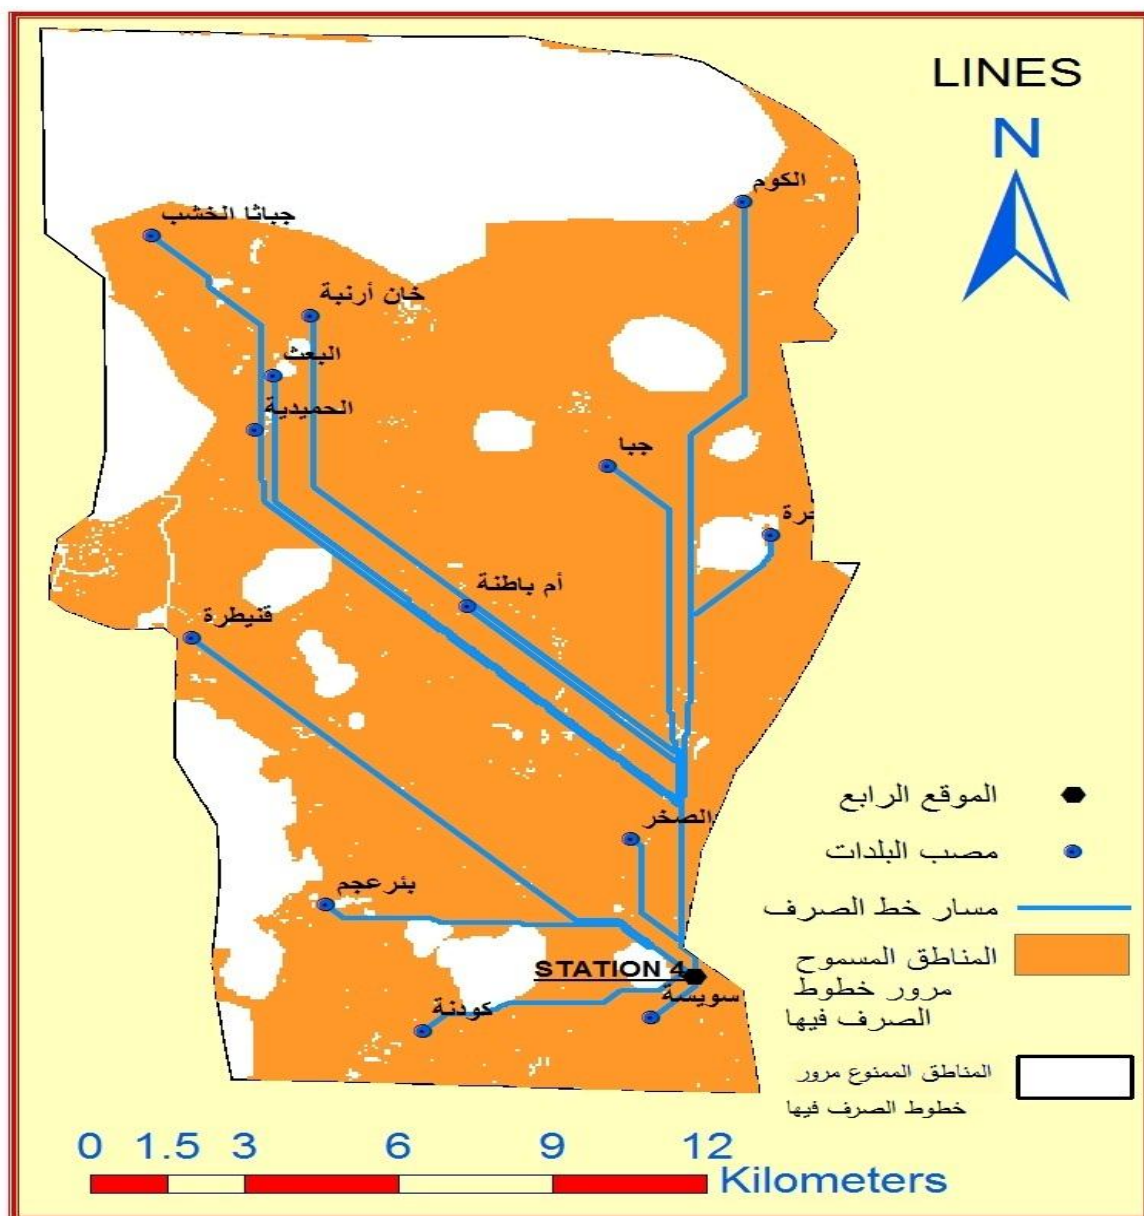 LINES
N
الكوم
جباثا الخشب
خان أرنبة
البعث
الحميدية
جبا
أم باطنة
قنيطرة
الصخر
بئرعجم
STATION 4
سويسة
كودنة
الموقع الرابع
مصب البلدات
مسار خط الصرف
المناطق المسموح
مرور خطوط
الصرف فيها
المناطق الممنوع مرور
خطوط الصرف فيها
0 1.5 3 6 9 12
Kilometers